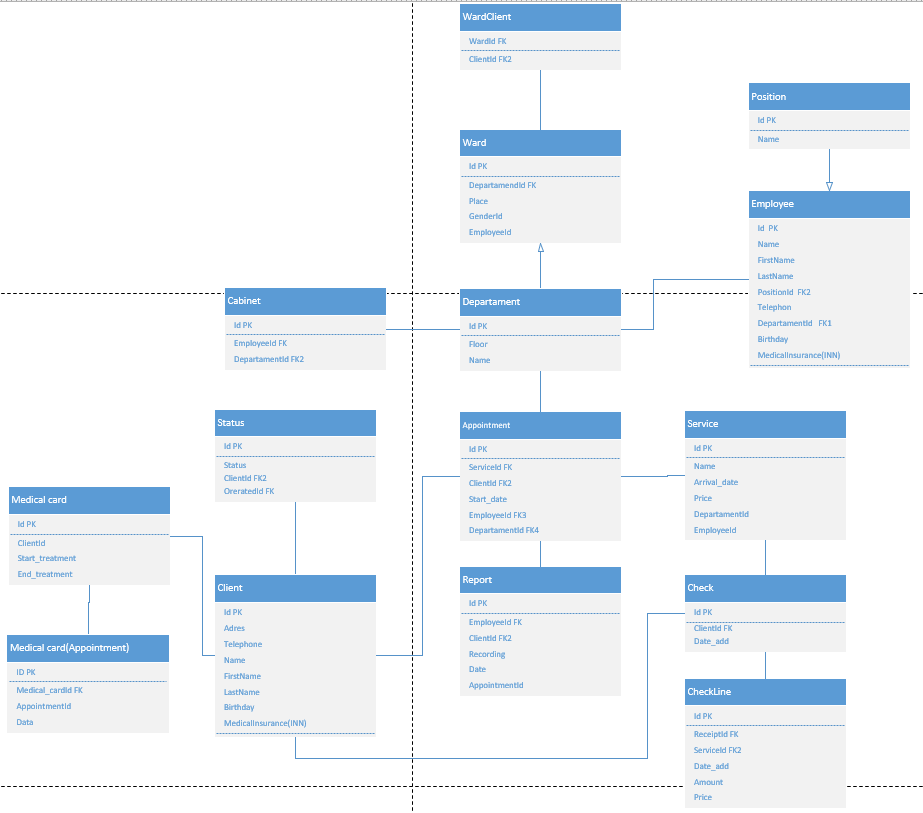 WardClient
WardId FK
ClientId FK2
Position
Id PK
Name
Ward
Id PK
DepartamendId FK
Place
GenderId
EmployeeId
Employee
Id PK
Name
FirstName
LastName
PositionId FK2
Telephon
DepartamentId FK1
Birthday
MedicalInsurance(INN)
Cabinet
Id PK
EmployeeId FK
DepartamentId FK2
Departament
Id PK
Floor
Name
Status
Id PK
Status
ClientId FK2
OreratedId FK
Appointment
Id PK
ServiceId FK
ClientId FK2
Start_date
EmployeeId FK3
DepartamentId FK4
Service
Id PK
Name
Arrival_date
Price
DepartamentId
EmployeeId
Medical card
Id PK
ClientId
Start_treatment
End_treatment
Client
Id PK
Adres
Telephone
Name
FirstName
LastName
Birthday
MedicalInsurance(INN)
Report
Id PK
EmployeeId FK
ClientId FK2
Recording
Date
AppointmentId
Check
Id PK
ClientId FK
Date_add
Medical card(Appointment)
ID PK
Medical_cardId FK
AppointmentId
Data
CheckLine
Id PK
ReceiptId FK
ServiceId FK2
Date_add
Amount
Price